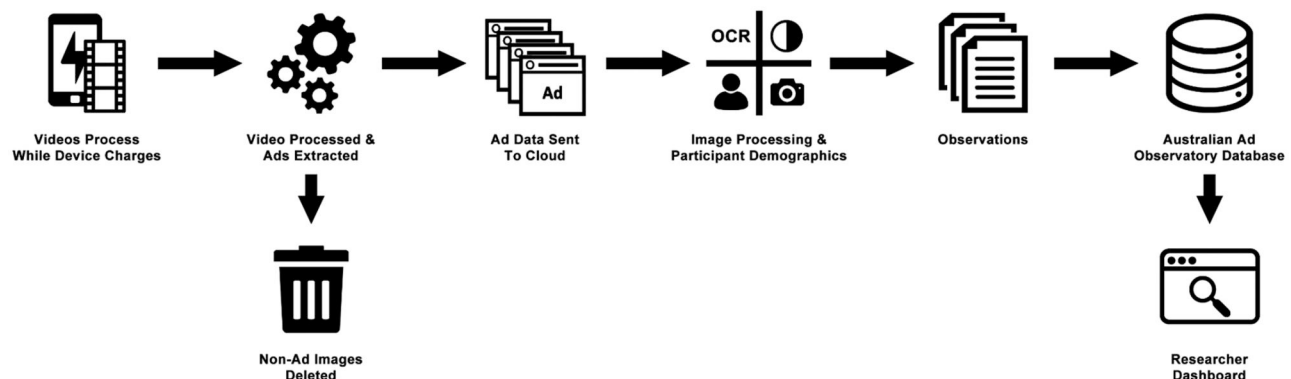 OCR
Ad
Videos Process
While Device Charges
Video Processed &
Ads Extracted
Ad Data Sent
To Cloud
Image Processing &
Participant Demographics
Observations
Australian Ad
Observatory Database
Non-Ad Images
Deleted
Researcher
Dashboard